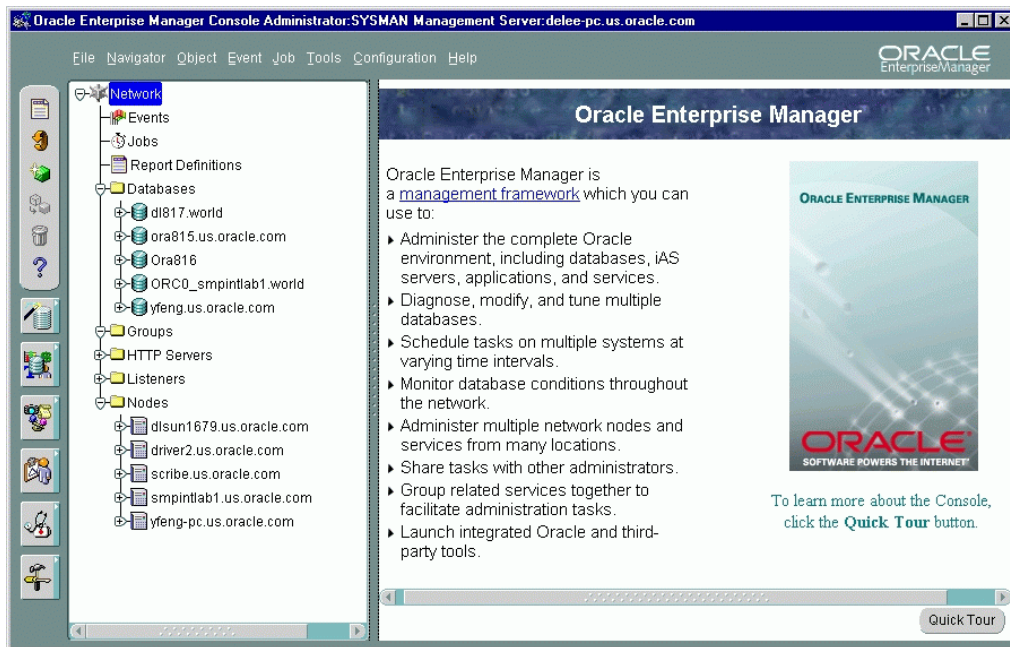 Oracle Enterprise Manager Console Administrator:SYSMAN Management Server:delee-pc.us.oracle.com
File Navigator Object Event Job Tools Configuration Help
ORACLE
EnterpriseManager
Network
Events
Jobs
Report Definitions
Databases
dl817.world
ora815.us.oracle.com
Ora816
ORC0_smpintlab1.world
yfeng.us.oracle.com
Groups
HTTP Servers
Listeners
Nodes
dlsun1679.us.oracle.com
driver2.us.oracle.com
scribe.us.oracle.com
smpintlab1.us.oracle.com
yfeng-pc.us.oracle.com
Oracle Enterprise Manager
Oracle Enterprise Manager is
a management framework which you can
use to:
Administer the complete Oracle
environment, including databases, iAS
servers, applications, and services.
Diagnose, modify, and tune multiple
databases.
Schedule tasks on multiple systems at
varying time intervals.
Monitor database conditions throughout
the network.
Administer multiple network nodes and
services from many locations.
Share tasks with other administrators.
Group related services together to
facilitate administration tasks.
Launch integrated Oracle and third-
party tools.
ORACLE ENTERPRISE MANAGER
ORACLE
SOFTWARE POWERS THE INTERNET
To learn more about the Console,
click the Quick Tour button.
Quick Tour